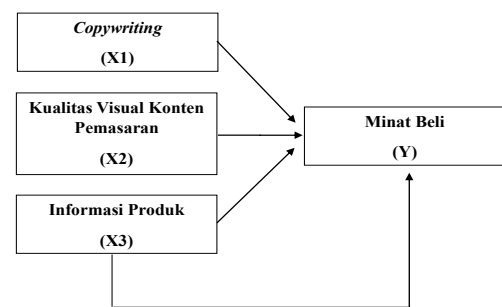 Copywriting
(X1)
Kualitas Visual Konten
Pemasaran
(X2)
Informasi Produk
(X3)
Minat Beli
(Y)